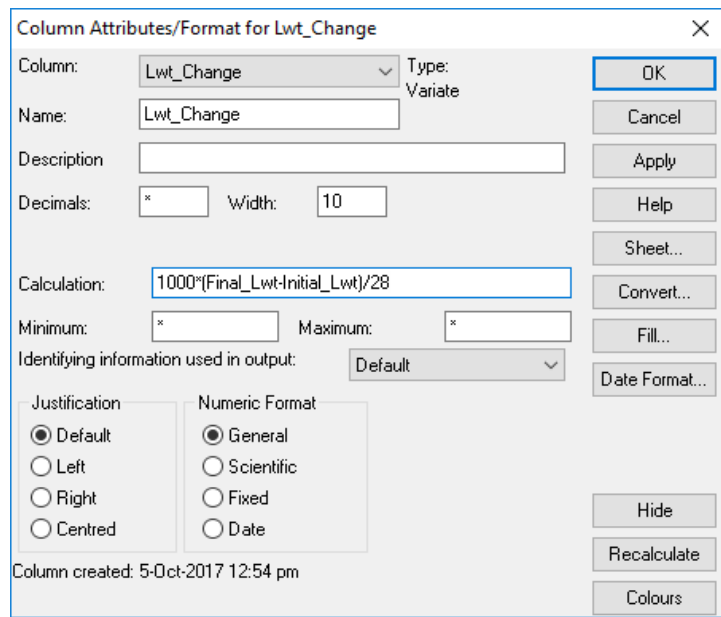 Column Attributes/Format for Lwt_Change
Column: Lwt_Change Type: Variate
OK
Name: Lwt_Change
Cancel
Description
Apply
Decimals: * Width: 10
Help
Sheet...
Calculation: 1000*(Final_Lwt-Initial_Lwt)/28
Convert...
Minimum: * Maximum: *
Fill...
Identifying information used in output: Default
Date Format...
Justification Numeric Format
Default General
Left Scientific
Right Fixed
Centred Date
Hide
Column created: 5-Oct-2017 12:54 pm
Recalculate
Colours